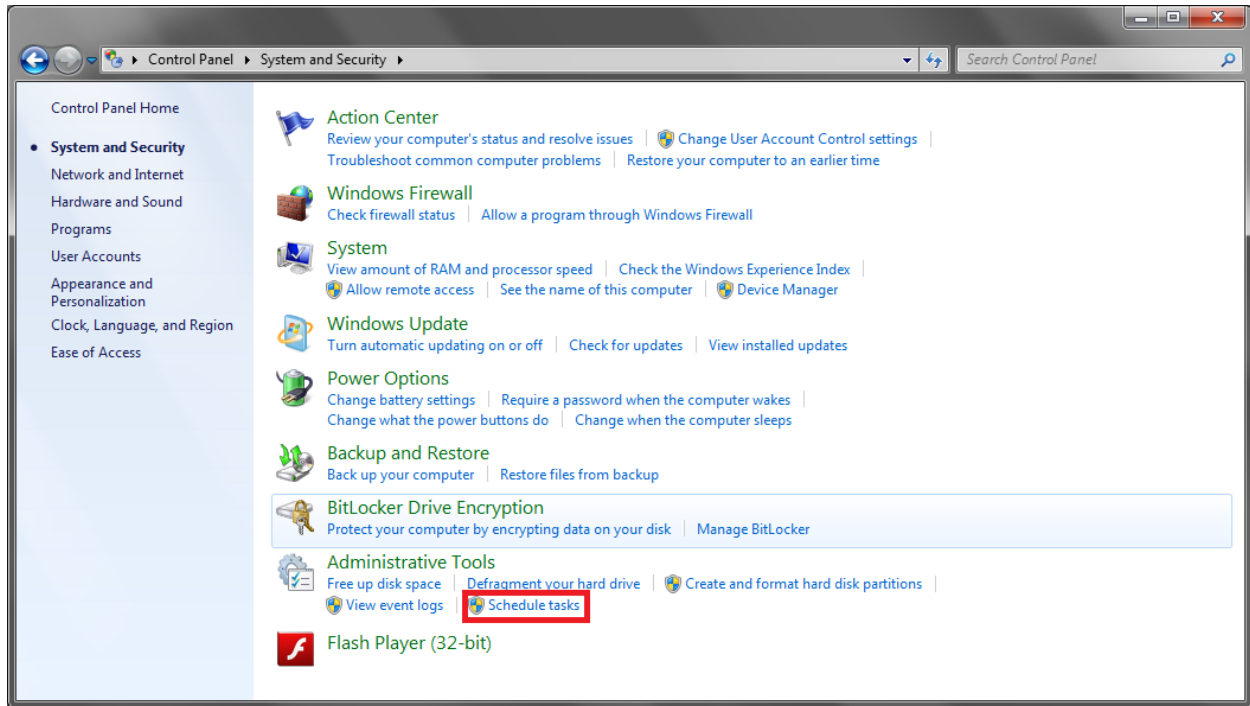 Control Panel System and Security
Search Control Panel
Control Panel Home
System and Security
Network and Internet
Hardware and Sound
Programs
User Accounts
Appearance and
Personalization
Clock, Language, and Region
Ease of Access
Action Center
Review your computer's status and resolve issues Change User Account Control settings
Troubleshoot common computer problems Restore your computer to an earlier time
Windows Firewall
Check firewall status Allow a program through Windows Firewall
System
View amount of RAM and processor speed Check the Windows Experience Index
Allow remote access See the name of this computer Device Manager
Windows Update
Turn automatic updating on or off Check for updates View installed updates
Power Options
Change battery settings Require a password when the computer wakes
Change what the power buttons do Change when the computer sleeps
Backup and Restore
Back up your computer Restore files from backup
BitLocker Drive Encryption
Protect your computer by encrypting data on your disk Manage BitLocker
Administrative Tools
Free up disk space Defragment your hard drive Create and format hard disk partitions
View event logs Schedule tasks
Flash Player (32-bit)